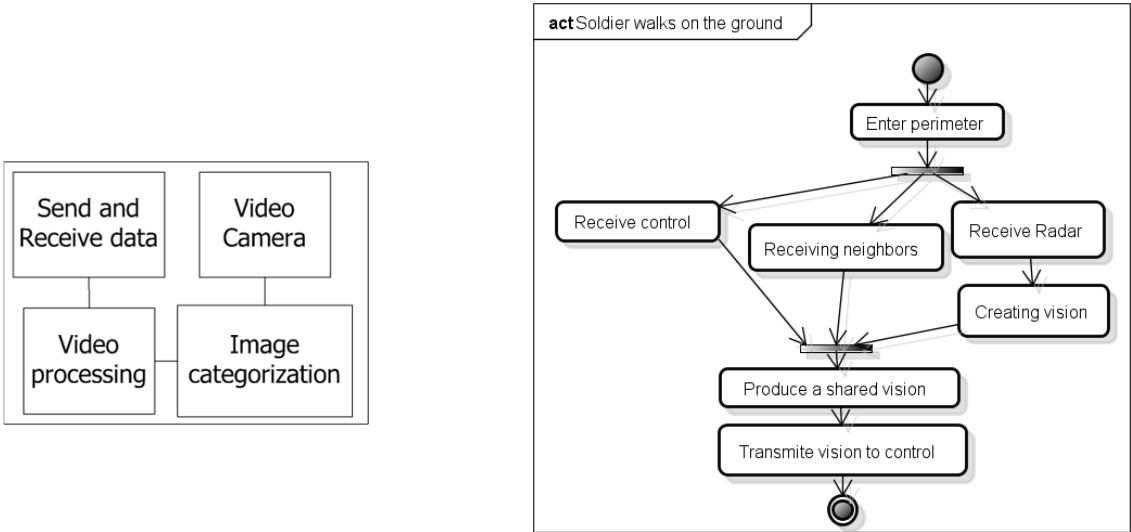 Send and
Receive data
Video
Camera
Video
processing
Image
categorization
act Soldier walks on the ground
Enter perimeter
Receive control
Receiving neighbors
Receive Radar
Creating vision
Produce a shared vision
Transmite vision to control